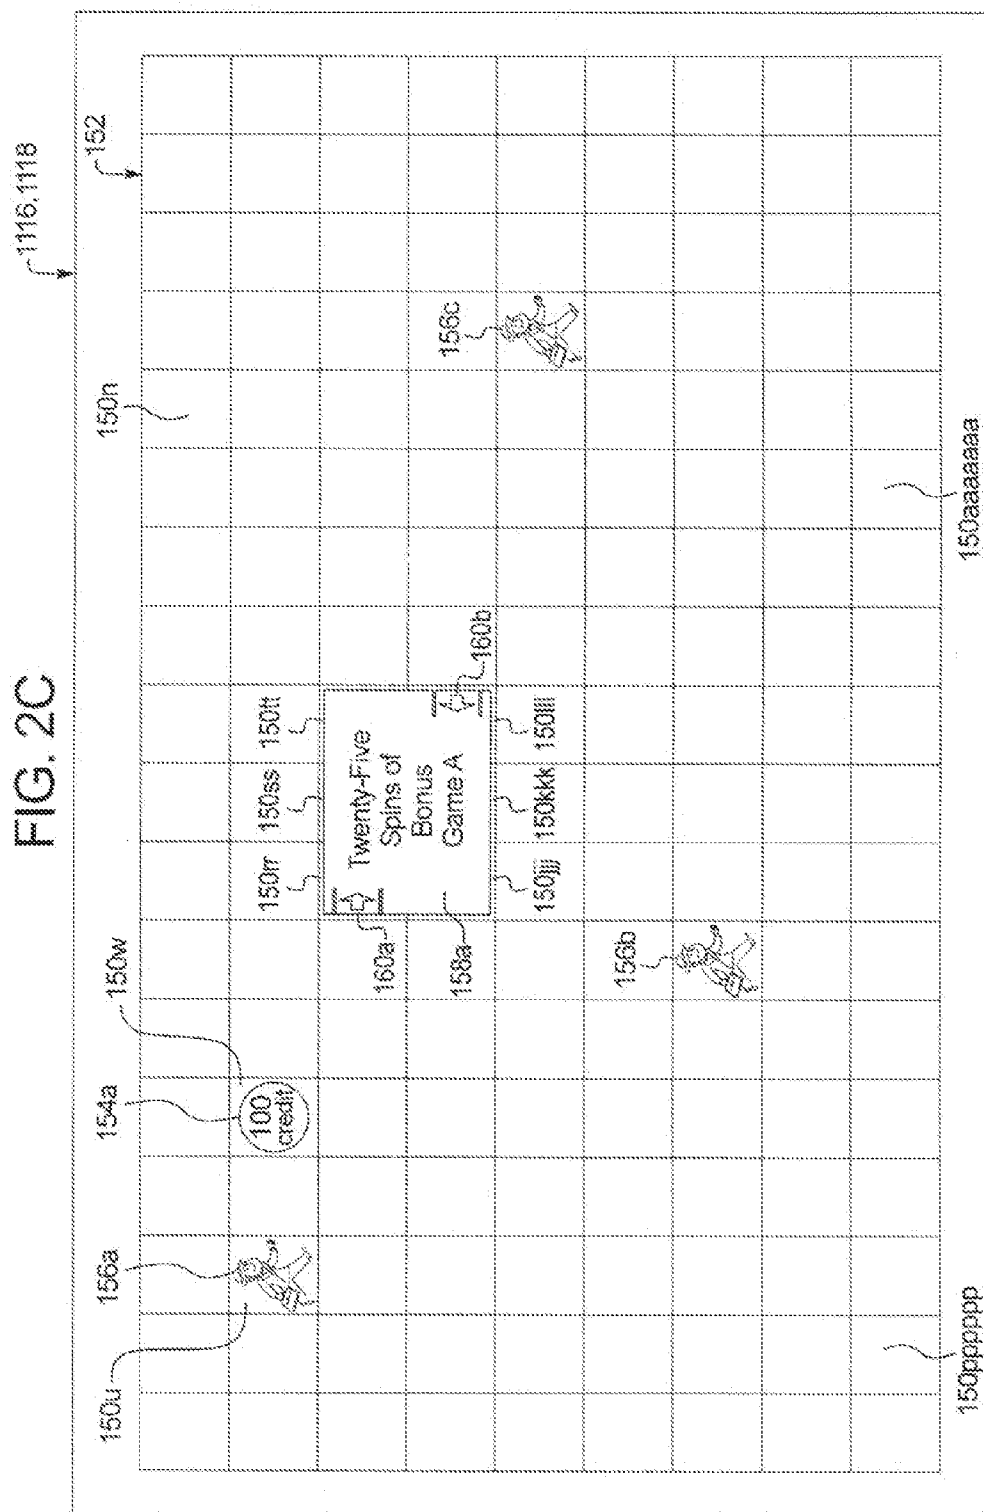 FIG. 2C
1116,1118
150u 156a 154a 150w 150n 152
100
credit
150rr 150ss 150tt
Twenty-Five
Spins of
Bonus
Game A
160a
158a
160b
156c
150jjj 150kkk 150lll
156b
150pppppp 150aaaaaaa